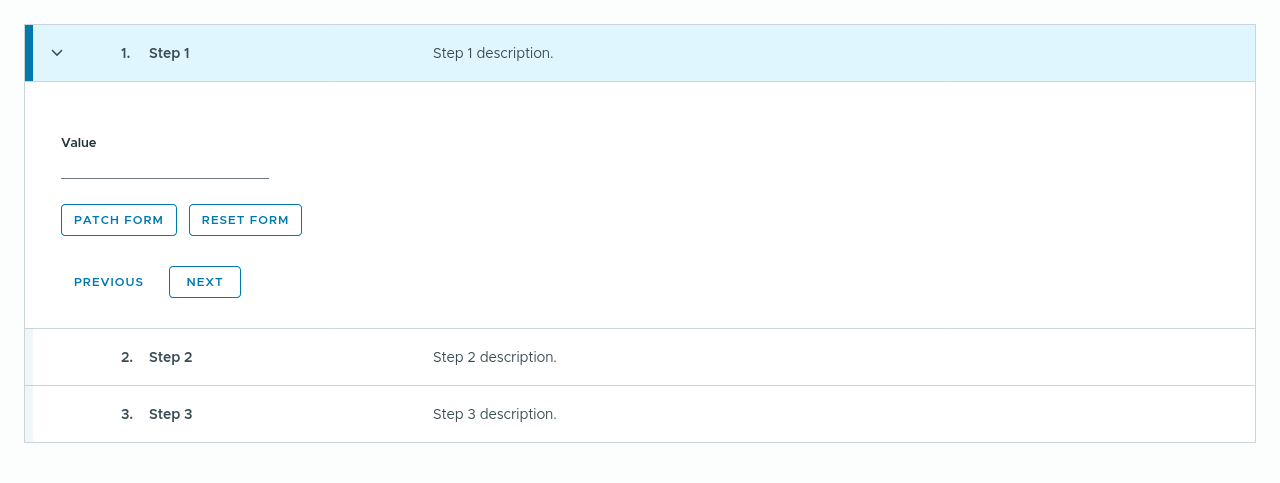 1. Step 1 Step 1 description.
Value
PATCH FORM RESET FORM
PREVIOUS NEXT
2. Step 2 Step 2 description.
3. Step 3 Step 3 description.